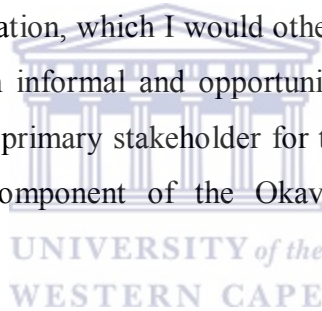 ation, which I would othe
informal and opportuni
primary stakeholder for t
omponent of the Okav
UNIVERSITY of the
WESTERN CAPE